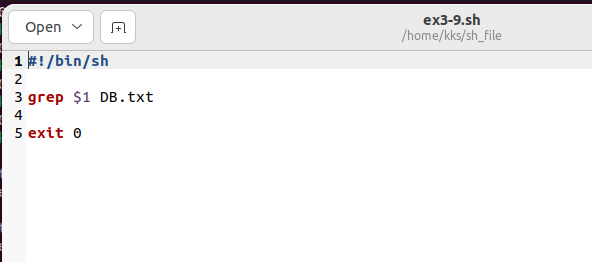 Open
ex3-9.sh
/home/kks/sh_file
1 #!/bin/sh
2
3 grep $1 DB.txt
4
5 exit 0